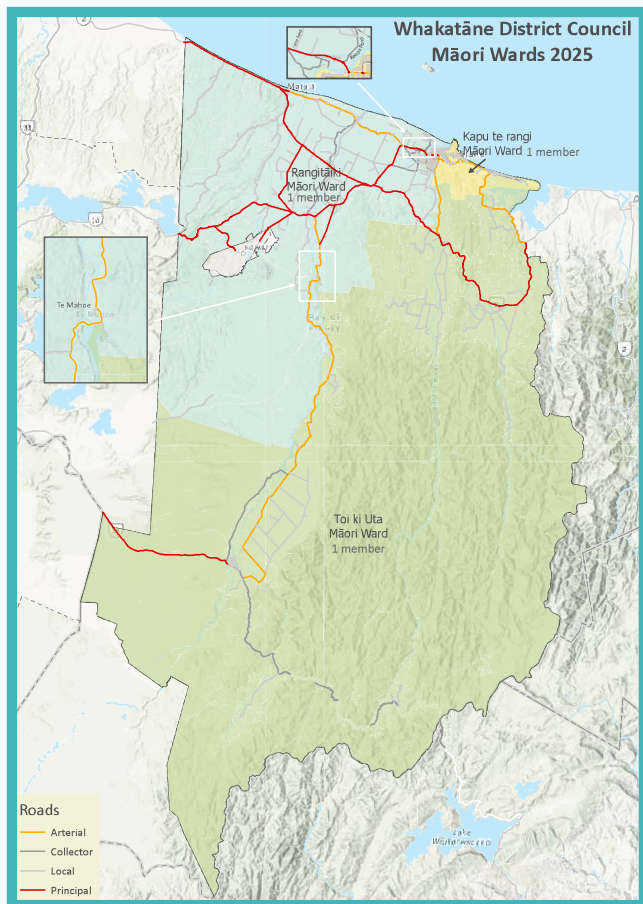 Whakatāne District Council
Māori Wards 2025
Kapu te rangi
Māori Ward 1 member
Rangitāiki
Māori Ward
1 member
Te Mahoe
Toi ki Uta
Māori Ward
1 member
Roads
Arterial
Collector
Local
Principal
Lake